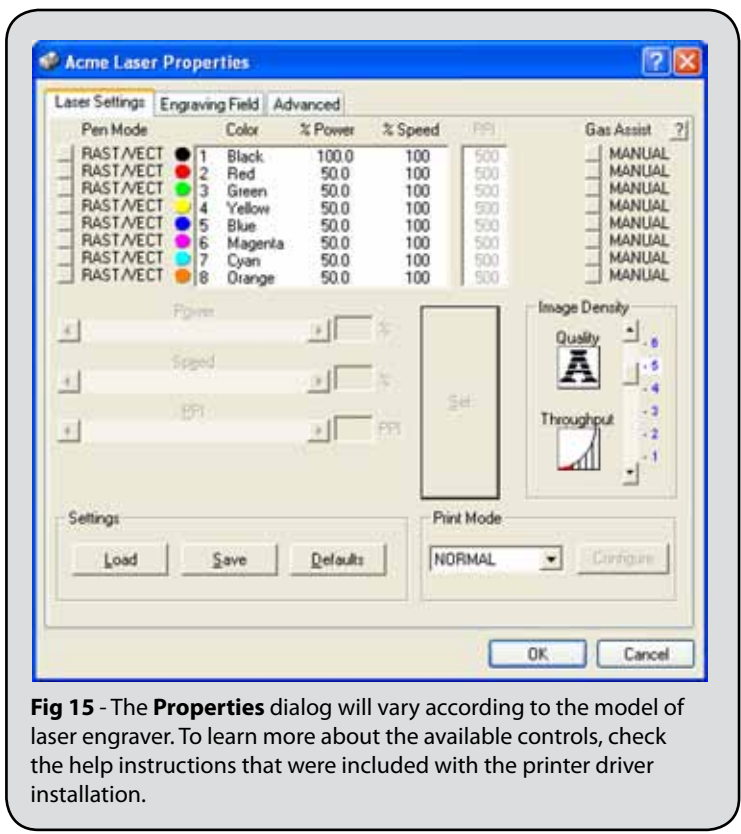 Acme Laser Properties
Laser Settings Engraving Field Advanced
Pen Mode Color % Power % Speed PPI Gas Assist ?
RAST/VECT 1 Black 100.0 100 500 MANUAL
RAST/VECT 2 Red 50.0 100 500 MANUAL
RAST/VECT 3 Green 50.0 100 500 MANUAL
RAST/VECT 4 Yellow 50.0 100 500 MANUAL
RAST/VECT 5 Blue 50.0 100 500 MANUAL
RAST/VECT 6 Magenta 50.0 100 500 MANUAL
RAST/VECT 7 Cyan 50.0 100 500 MANUAL
RAST/VECT 8 Orange 50.0 100 500 MANUAL
Power
%
Speed
%
PPI
PPI
Set
Image Density
Quality
A
Throughput
6
5
4
3
2
1
Settings
Load Save Defaults
Print Mode
NORMAL Configure
OK Cancel
Fig 15 - The Properties dialog will vary according to the model of
laser engraver. To learn more about the available controls, check
the help instructions that were included with the printer driver
installation.